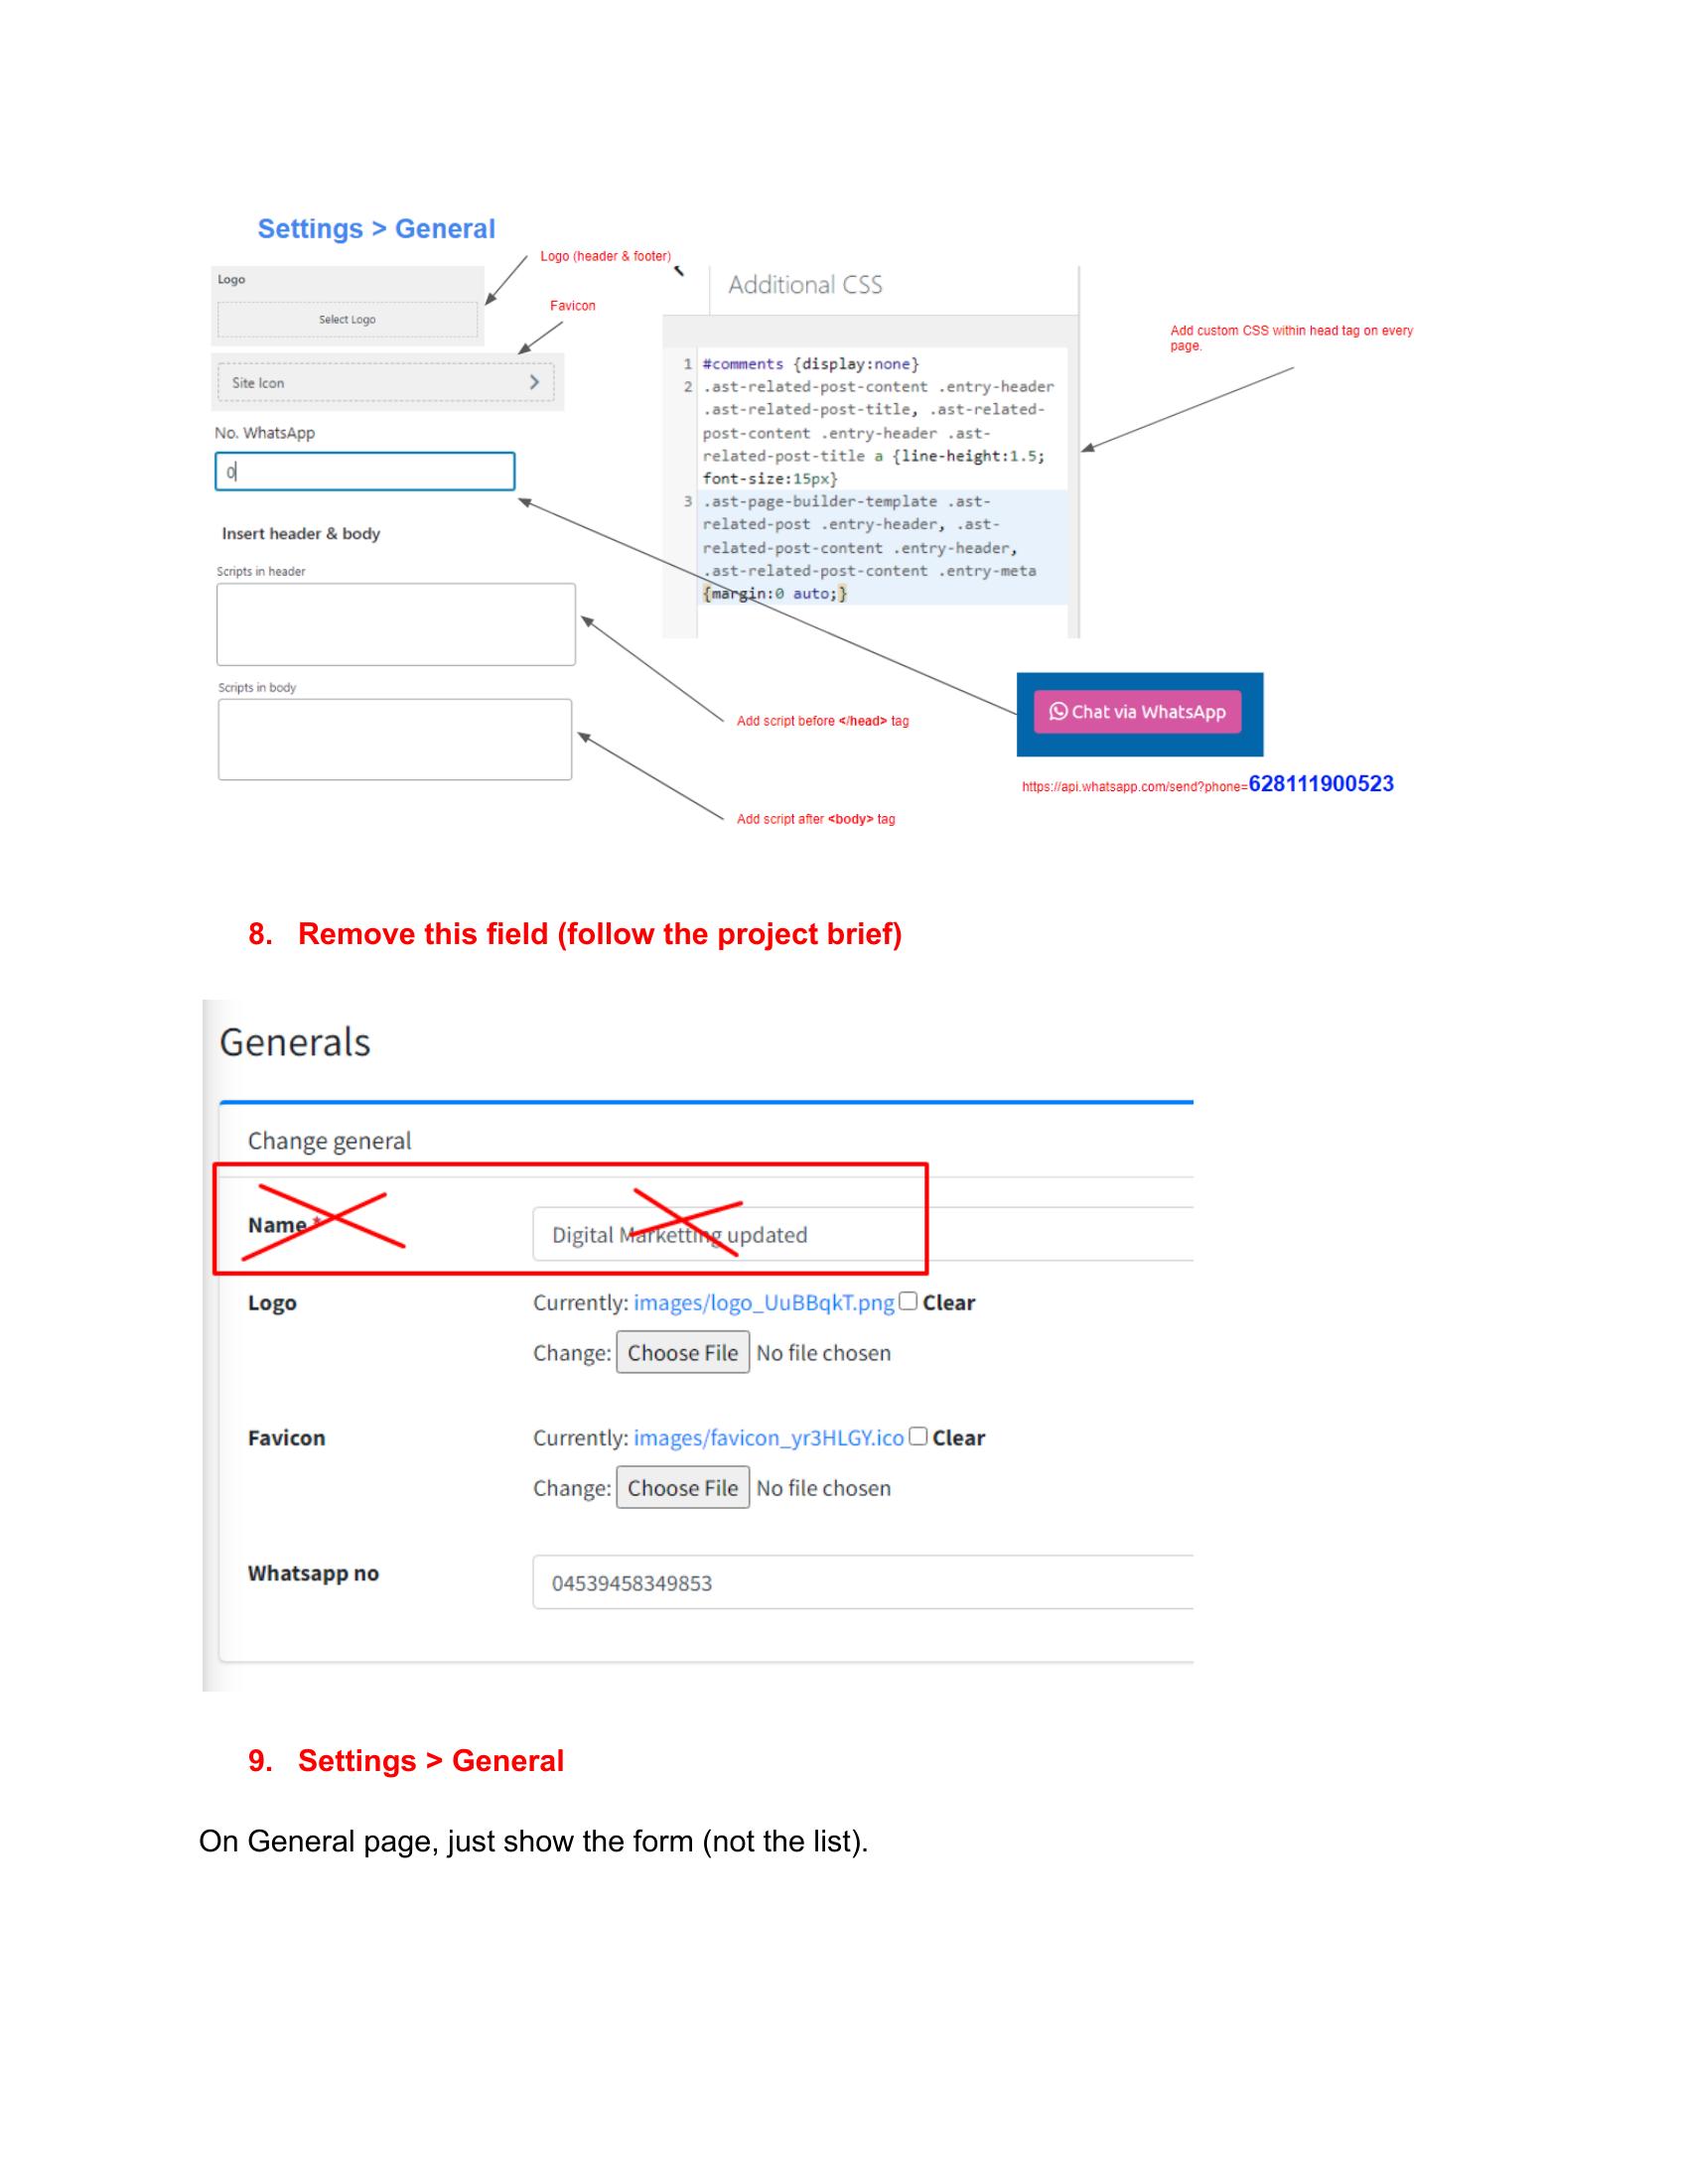 Settings > General
Logo (header & footer)
Logo
Select Logo
Favicon
Site Icon
No. WhatsApp
0
Insert header & body
Scripts in header
Scripts in body
Additional CSS
1 #comments {display:none}
2 .ast-related-post-content .entry-header
.ast-related-post-title, .ast-related-
post-content .entry-header .ast-
related-post-title a {line-height:1.5;
font-size:15px}
3 .ast-page-builder-template .ast-
related-post .entry-header, .ast-
related-post-content .entry-header,
.ast-related-post-content .entry-meta
{margin:0 auto;}
Add custom CSS within head tag on every
page.
Add script before </head> tag
Add script after <body> tag
Chat via WhatsApp
https://api.whatsapp.com/send?phone=628111900523
8. Remove this field (follow the project brief)
Generals
Change general
Name *
Digital Marketting updated
Logo
Currently: images/logo_UuBBqkT.png Clear
Change: Choose File No file chosen
Favicon
Currently: images/favicon_yr3HLGY.ico Clear
Change: Choose File No file chosen
Whatsapp no
04539458349853
9. Settings > General
On General page, just show the form (not the list).